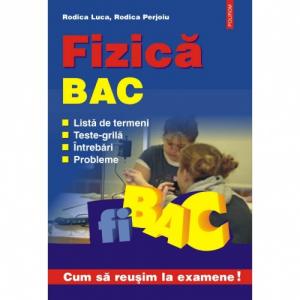 Rodica Luca, Rodica Perjoiu
POLIROM
Fizică
BAC
Listă de termeni
Teste-grilă
Întrebări
Probleme
fi
BAC
Cum să reuşim la examene!